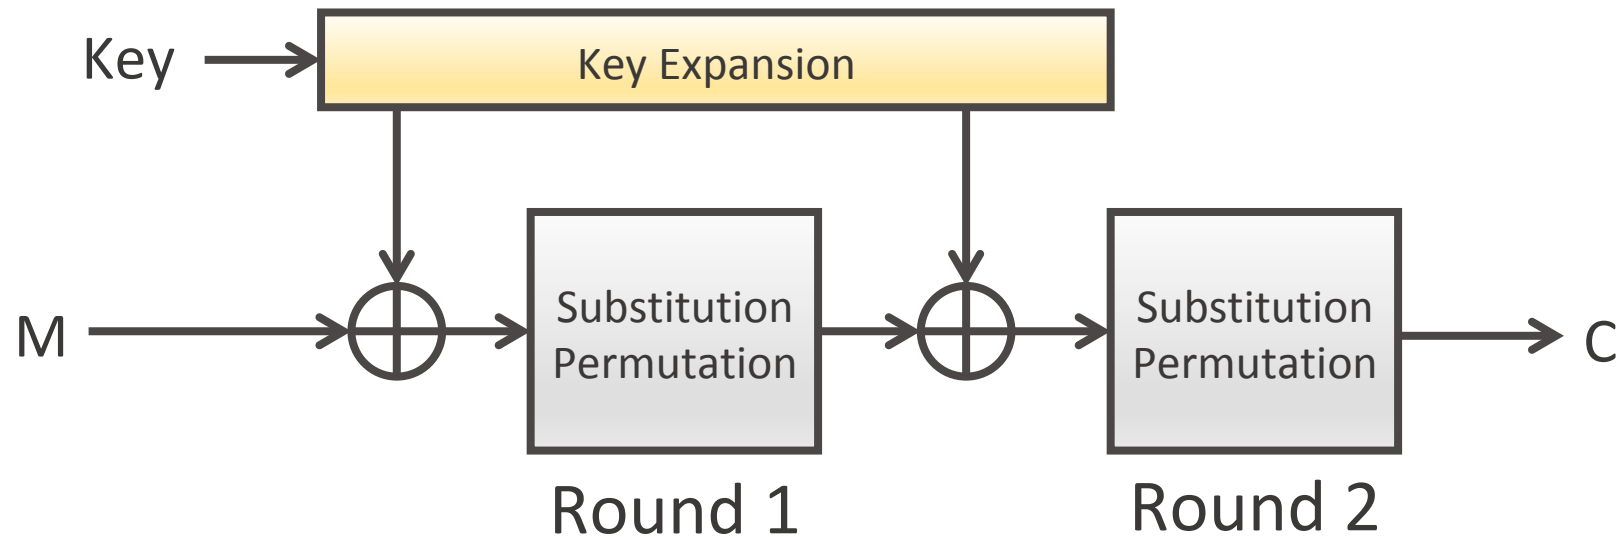 Key
Key Expansion
M
Substitution
Permutation
Substitution
Permutation
C
Round 1
Round 2